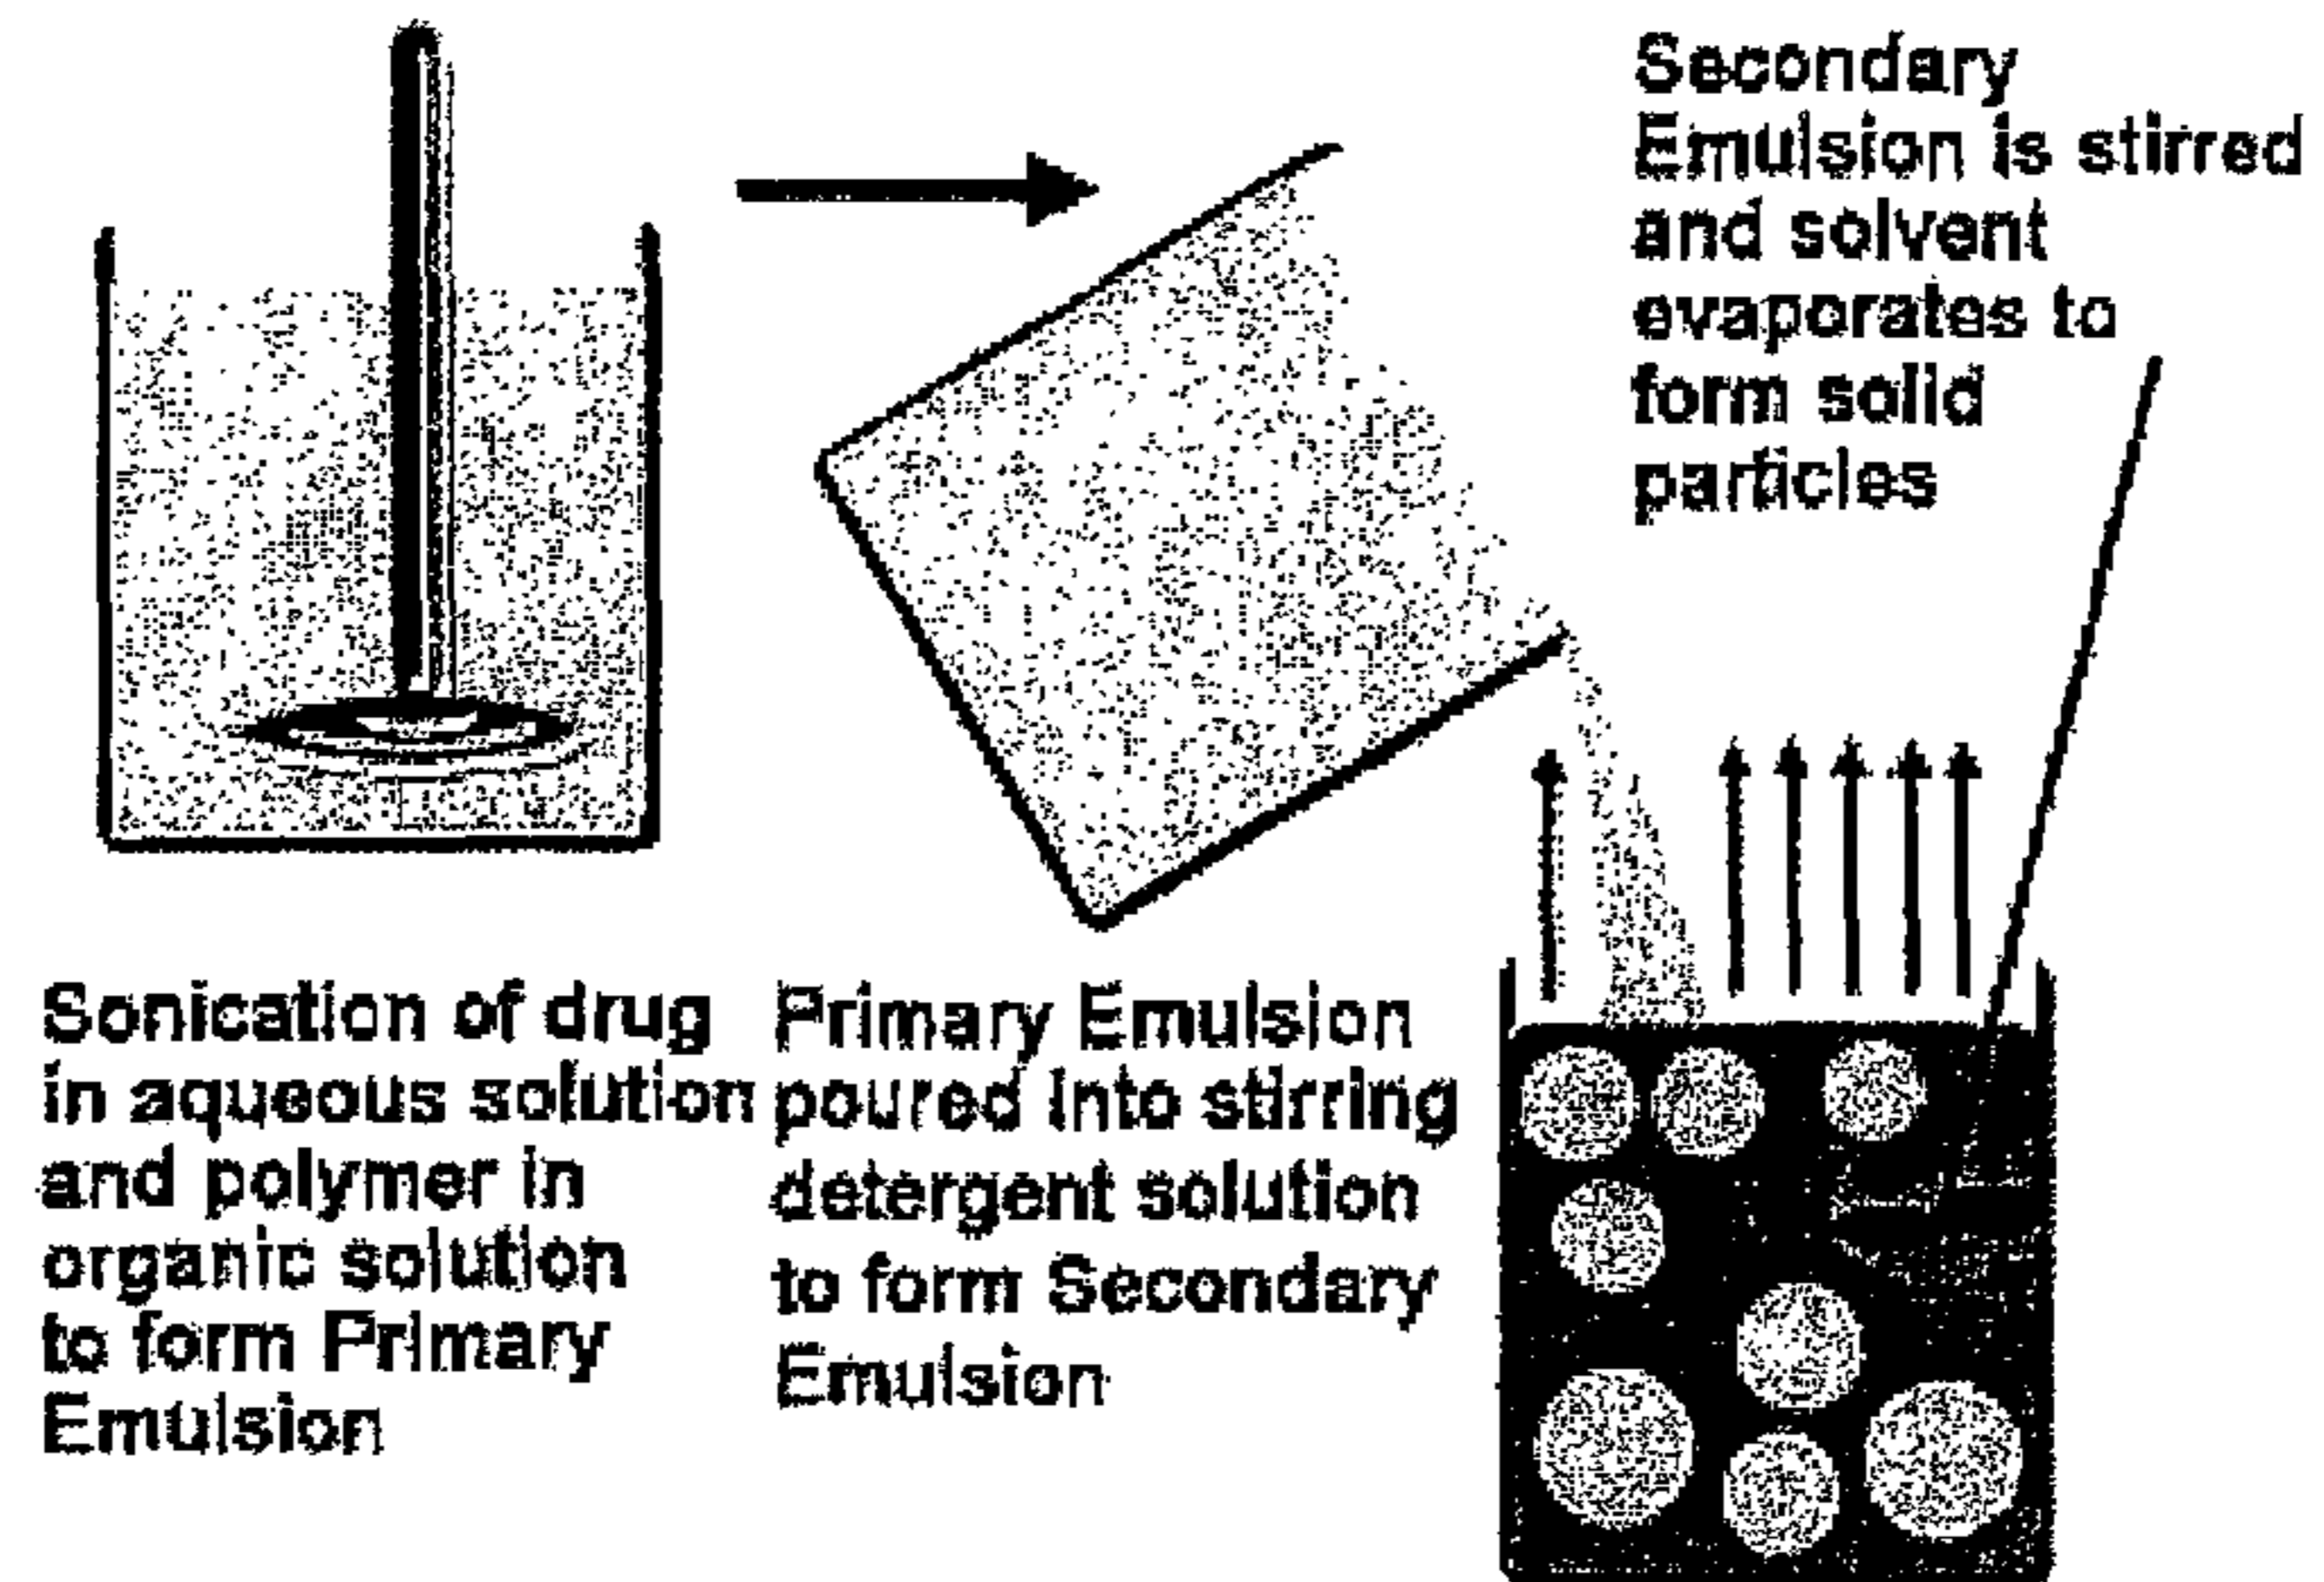 Sonication of drug
in aqueous solution
and polymer in
organic solution
to form Primary
Emulsion
Primary Emulsion
poured into stirring
detergent solution
to form Secondary
Emulsion
Secondary
Emulsion is stirred
and solvent
evaporates to
form solid
particles